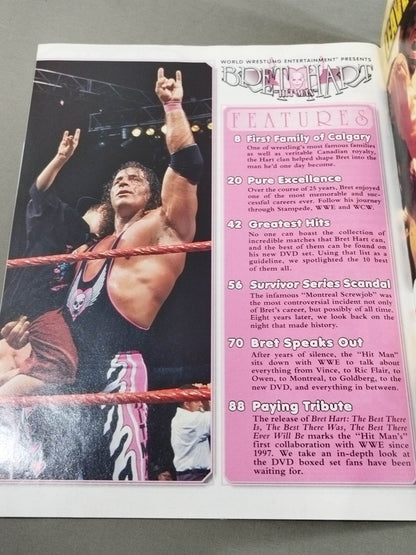 WORLD WRESTLING ENTERTAINMENT PRESENTS
BRET HART
HIT MAN
FEATURES
8 First Family of Calgary
One of wrestling's most famous families
as well as veritable Canadian royalty,
the Hart clan helped shape Bret into the
man he'd one day become.
20 Pure Excellence
Over the course of 25 years, Bret enjoyed
one of the most memorable and suc-
cessful careers ever. Follow his journey
through Stampede, WWE and WCW.
42 Greatest Hits
No one can boast the collection of
incredible matches that Bret Hart can,
and the best of them can be found on
his new DVD set. Using that list as a
guideline, we spotlighted the 10 best
of them all.
56 Survivor Series Scandal
The infamous "Montreal Screwjob" was
the most controversial incident not only
of Bret's career, but possibly of all time.
Eight years later, we look back on the
night that made history.
70 Bret Speaks Out
After years of silence, the "Hit Man"
sits down with WWE to talk about
everything from Vince, to Ric Flair, to
Owen, to Montreal, to Goldberg, to the
new DVD, and everything in between.
88 Paying Tribute
The release of Bret Hart: The Best There
Is, The Best There Was, The Best There
Ever Will Be marks the "Hit Man's"
first collaboration with WWE since
1997. We take an in-depth look at
the DVD boxed set fans have been
waiting for.